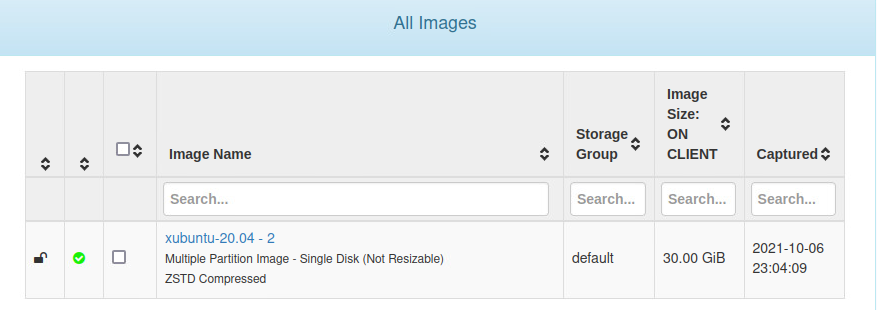 All Images
Image Name
Storage
Group
Image
Size:
ON
CLIENT
Captured
Search...
Search...
Search...
Search...
xubuntu-20.04 - 2
Multiple Partition Image - Single Disk (Not Resizable)
ZSTD Compressed
default
30.00 GiB
2021-10-06
23:04:09